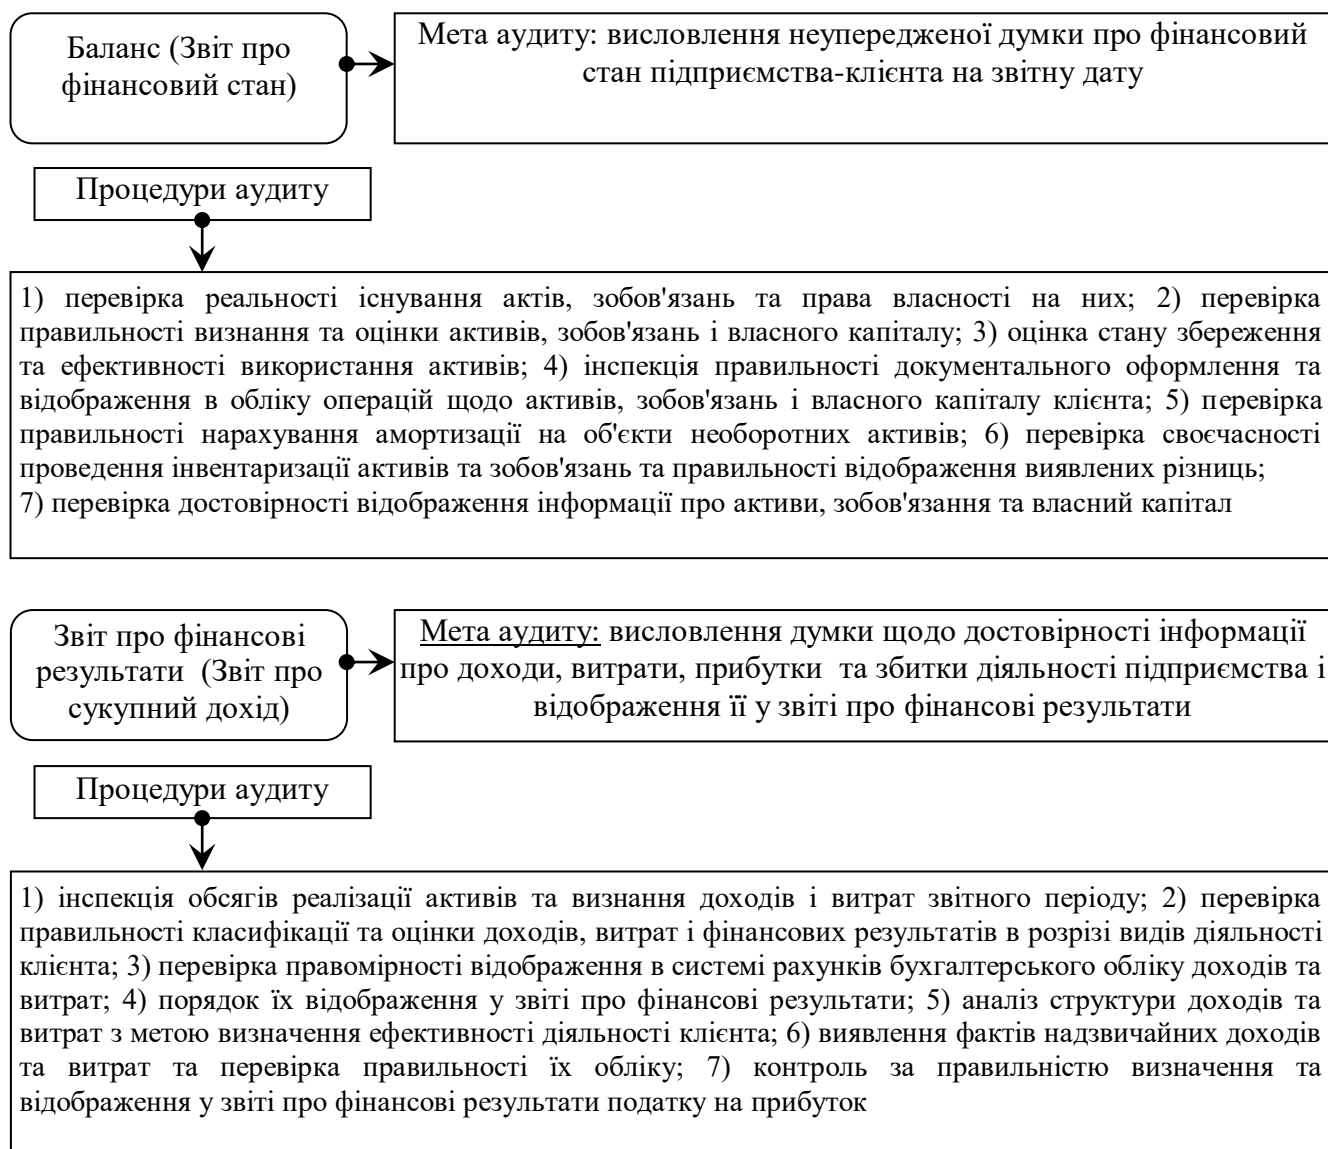 Баланс (Звіт про
фінансовий стан)
Мета аудиту: висловлення неупередженої думки про фінансовий
стан підприємства-клієнта на звітну дату
Процедури аудиту
1) перевірка реальності існування актів, зобов'язань та права власності на них; 2) перевірка
правильності визнання та оцінки активів, зобов'язань і власного капіталу; 3) оцінка стану збереження
та ефективності використання активів; 4) інспекція правильності документального оформлення та
відображення в обліку операцій щодо активів, зобов'язань і власного капіталу клієнта; 5) перевірка
правильності нарахування амортизації на об'єкти необоротних активів; 6) перевірка своєчасності
проведення інвентаризації активів та зобов'язань та правильності відображення виявлених різниць;
7) перевірка достовірності відображення інформації про активи, зобов'язання та власний капітал
Звіт про фінансові
результати (Звіт про
сукупний дохід)
Мета аудиту: висловлення думки щодо достовірності інформації
про доходи, витрати, прибутки та збитки діяльності підприємства і
відображення її у звіті про фінансові результати
Процедури аудиту
1) інспекція обсягів реалізації активів та визнання доходів і витрат звітного періоду; 2) перевірка
правильності класифікації та оцінки доходів, витрат і фінансових результатів в розрізі видів діяльності
клієнта; 3) перевірка правомірності відображення в системі рахунків бухгалтерського обліку доходів та
витрат; 4) порядок їх відображення у звіті про фінансові результати; 5) аналіз структури доходів та
витрат з метою визначення ефективності діяльності клієнта; 6) виявлення фактів надзвичайних доходів
та витрат та перевірка правильності їх обліку; 7) контроль за правильністю визначення та
відображення у звіті про фінансові результати податку на прибуток